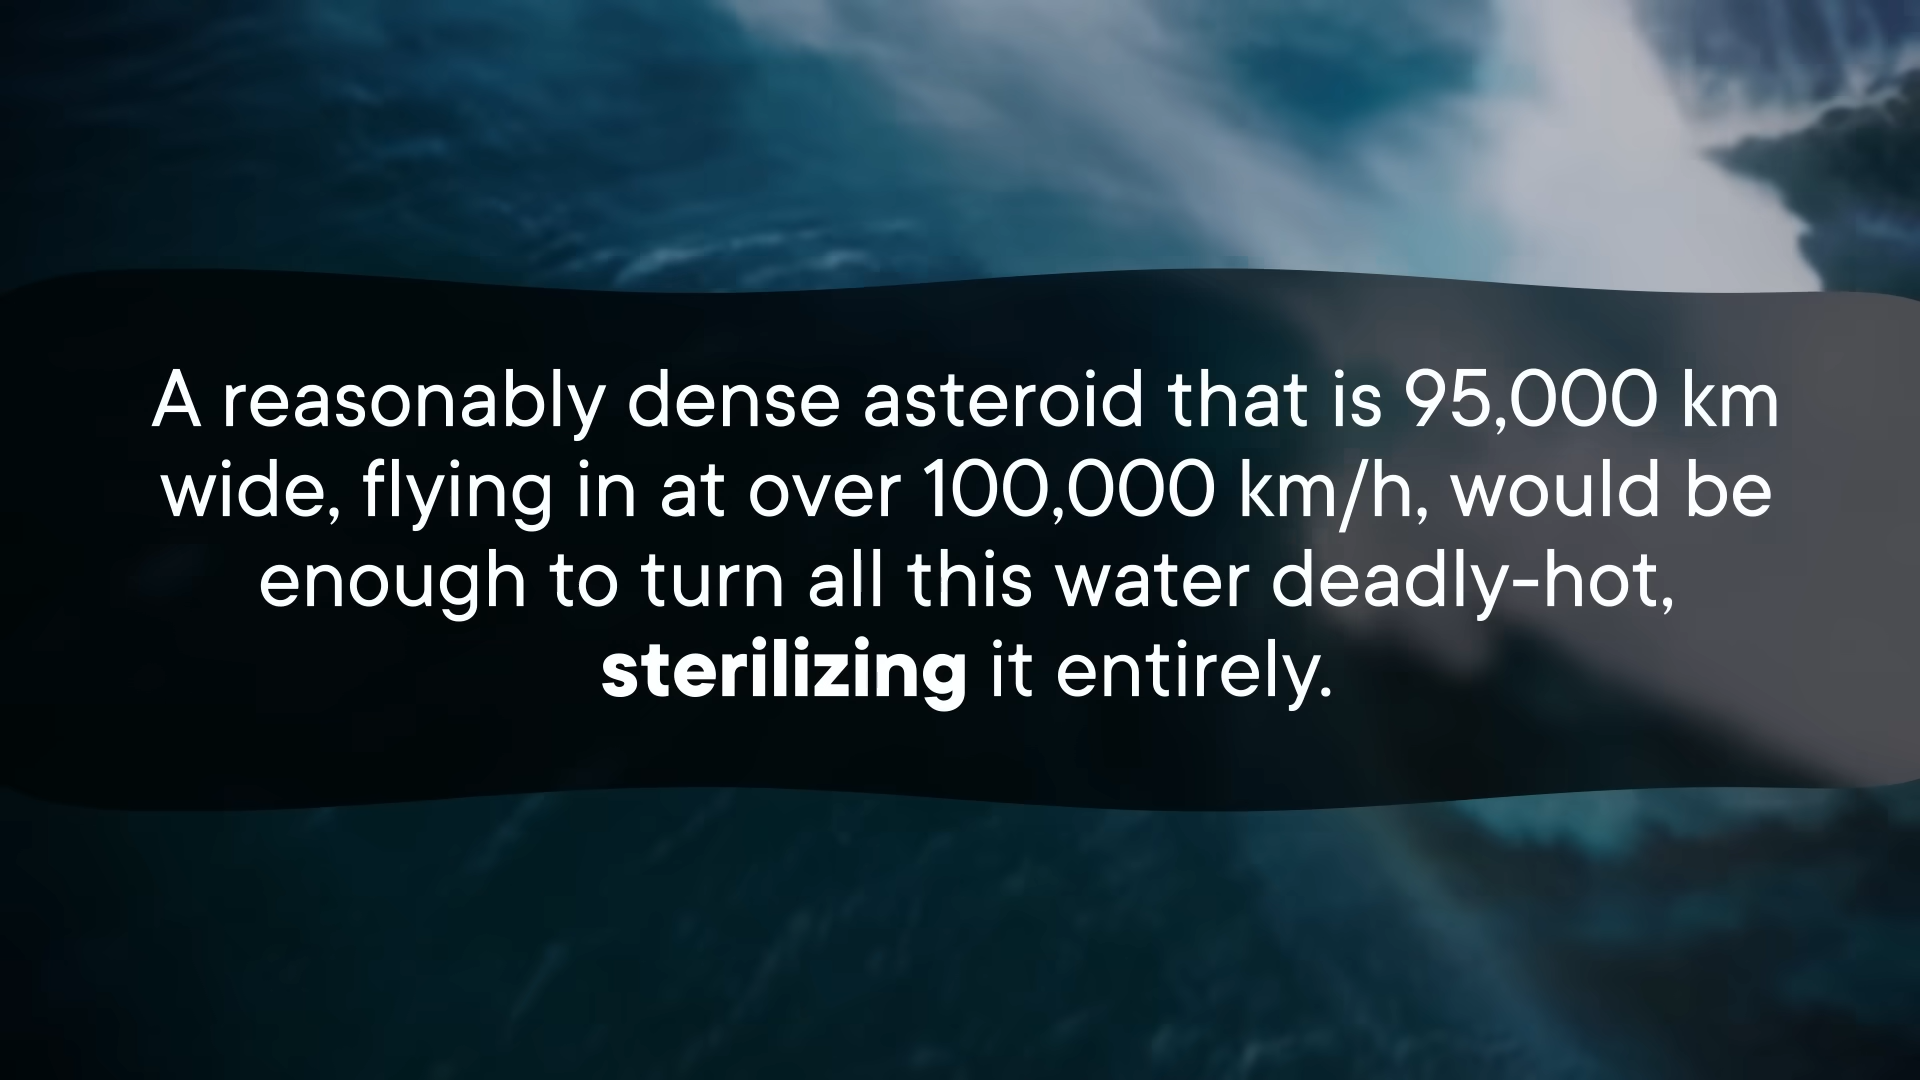 A reasonably dense asteroid that is 95,000 km
wide, flying in at over 100,000 km/h, would be
enough to turn all this water deadly-hot,
sterilizing it entirely.